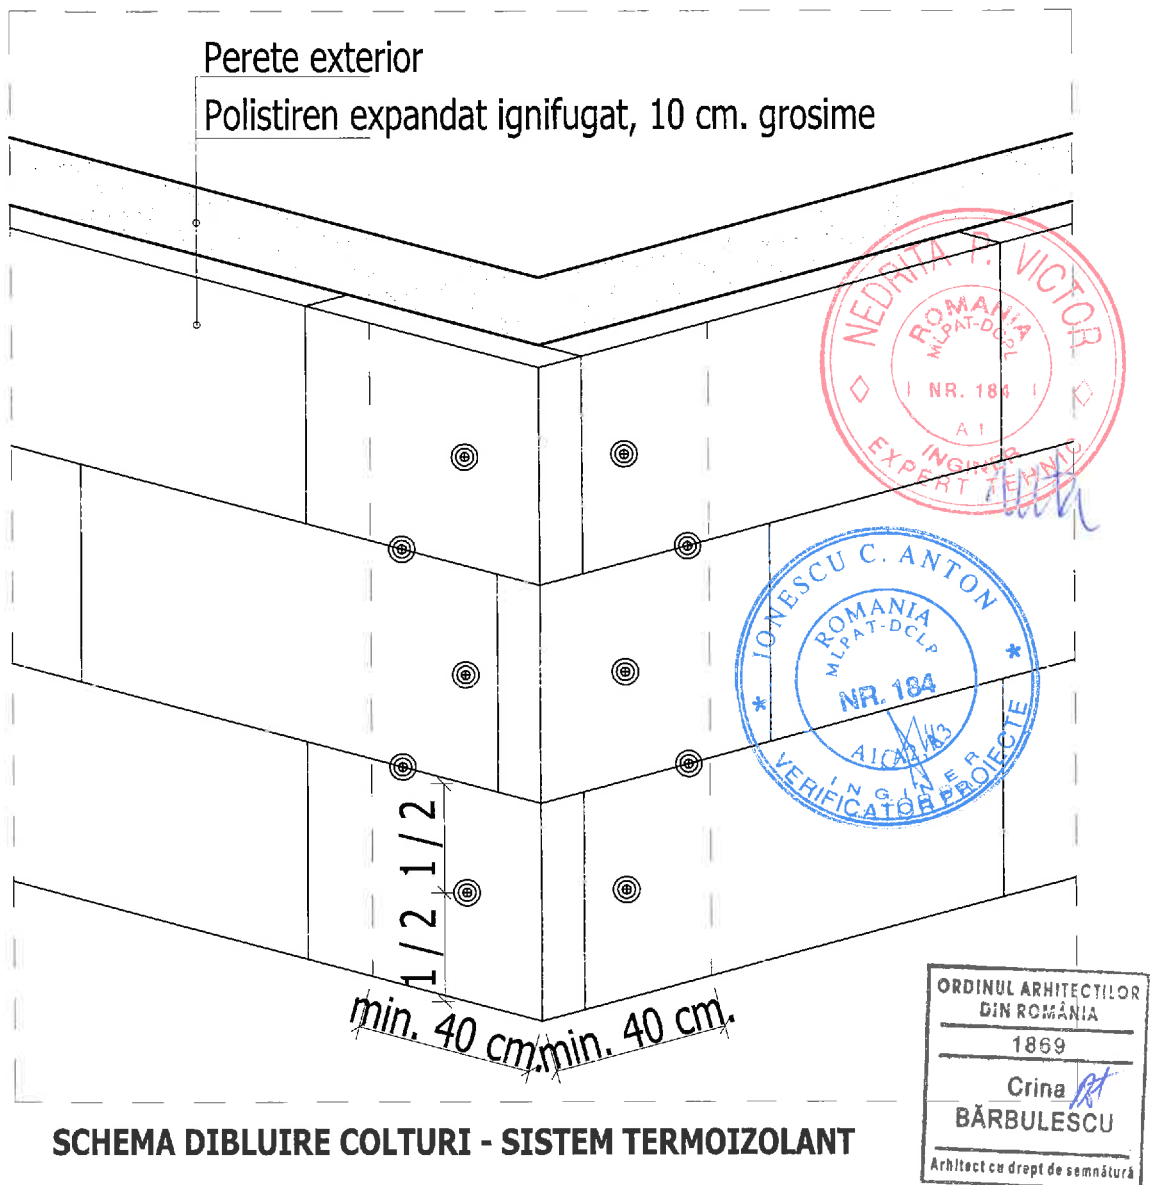 Perete exterior
Polistiren expandat ignifugat, 10 cm. grosime
NEDRITA P. VICTOR
ROMANIA
MLPAT-DCPL
NR. 184
A 1
INGINER
EXPERT TEHNIC
IONESCU C. ANTON
ROMANIA
MLPAT-DCLP
NR. 184
INGINER
VERIFICATOR PROIECTE
1/2 1/2
min. 40 cm.
min. 40 cm.
ORDINUL ARHITECTILOR
DIN ROMÂNIA
1869
Crina
BĂRBULESCU
Arhitect cu drept de semnătură
SCHEMA DIBLUIRE COLTURI - SISTEM TERMOIZOLANT